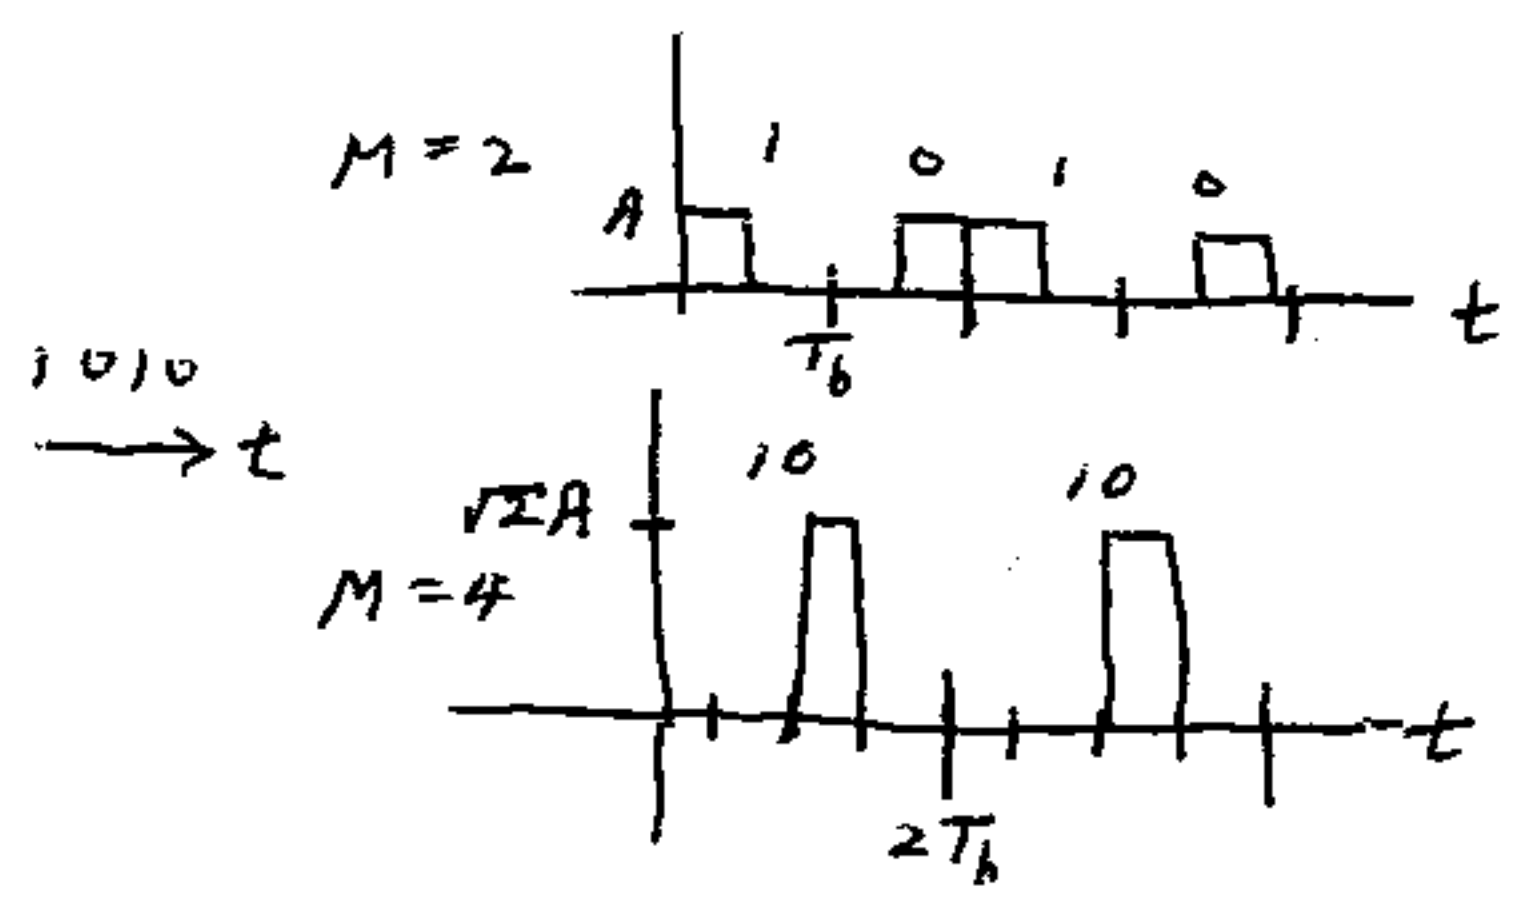 M = 2
A
1 0 1 0
T_b
t
1010
→ t
√2A
M = 4
10 10
2T_b
t